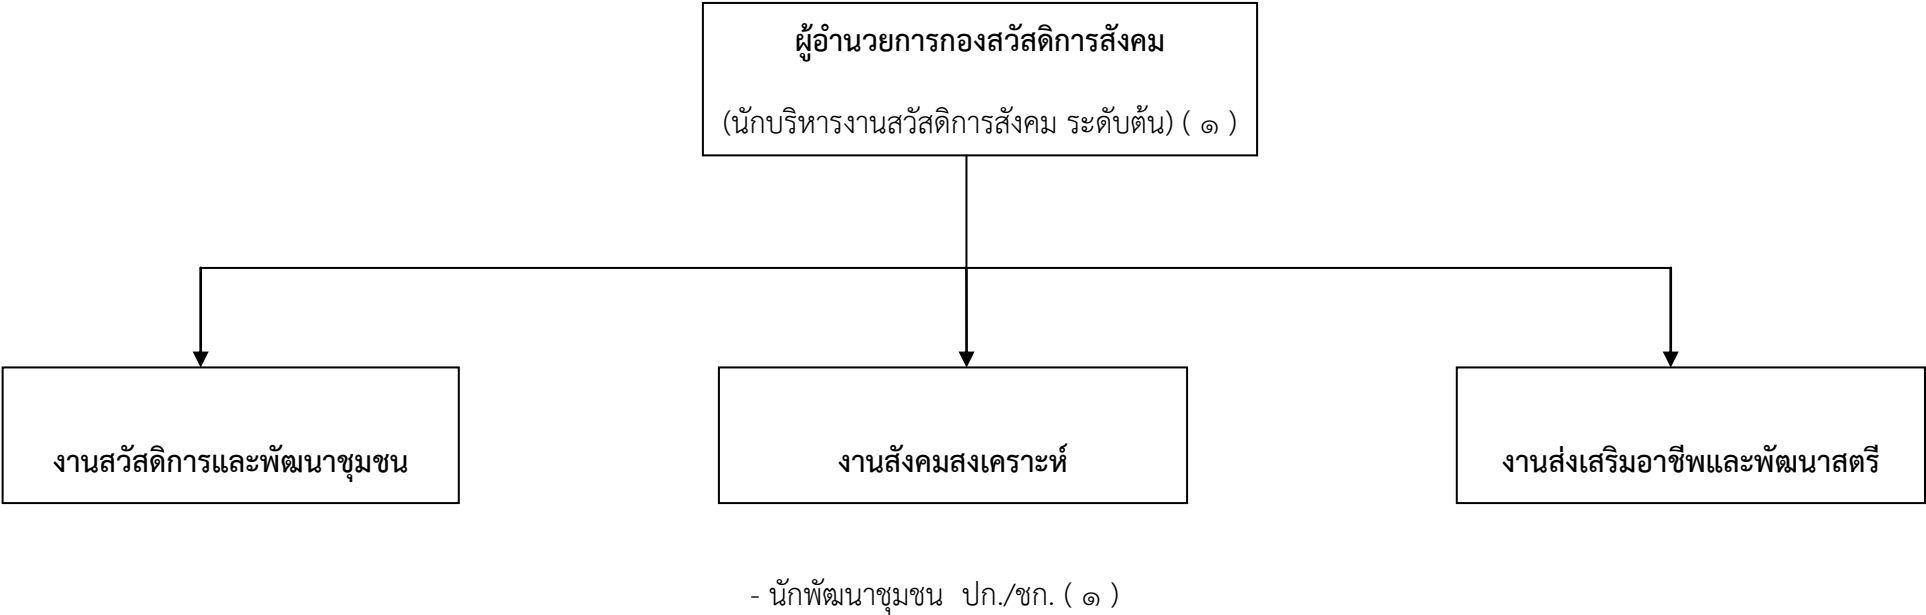 ผู้อำนวยการกองสวัสดิการสังคม
(นักบริหารงานสวัสดิการสังคม ระดับต้น) ( ๑ )
งานสวัสดิการและพัฒนาชุมชน
งานสังคมสงเคราะห์
งานส่งเสริมอาชีพและพัฒนาสตรี
- นักพัฒนาชุมชน ปก./ชก. ( ๑ )